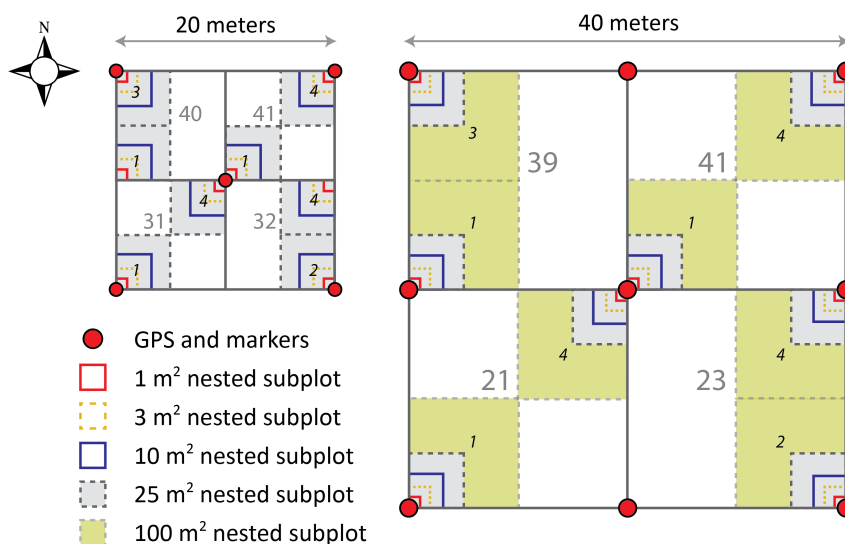 N
20 meters
40 meters
3
40
41
4
1
1
4
4
31
32
1
2
3
39
41
4
1
1
4
4
21
23
1
2
GPS and markers
1 m² nested subplot
3 m² nested subplot
10 m² nested subplot
25 m² nested subplot
100 m² nested subplot